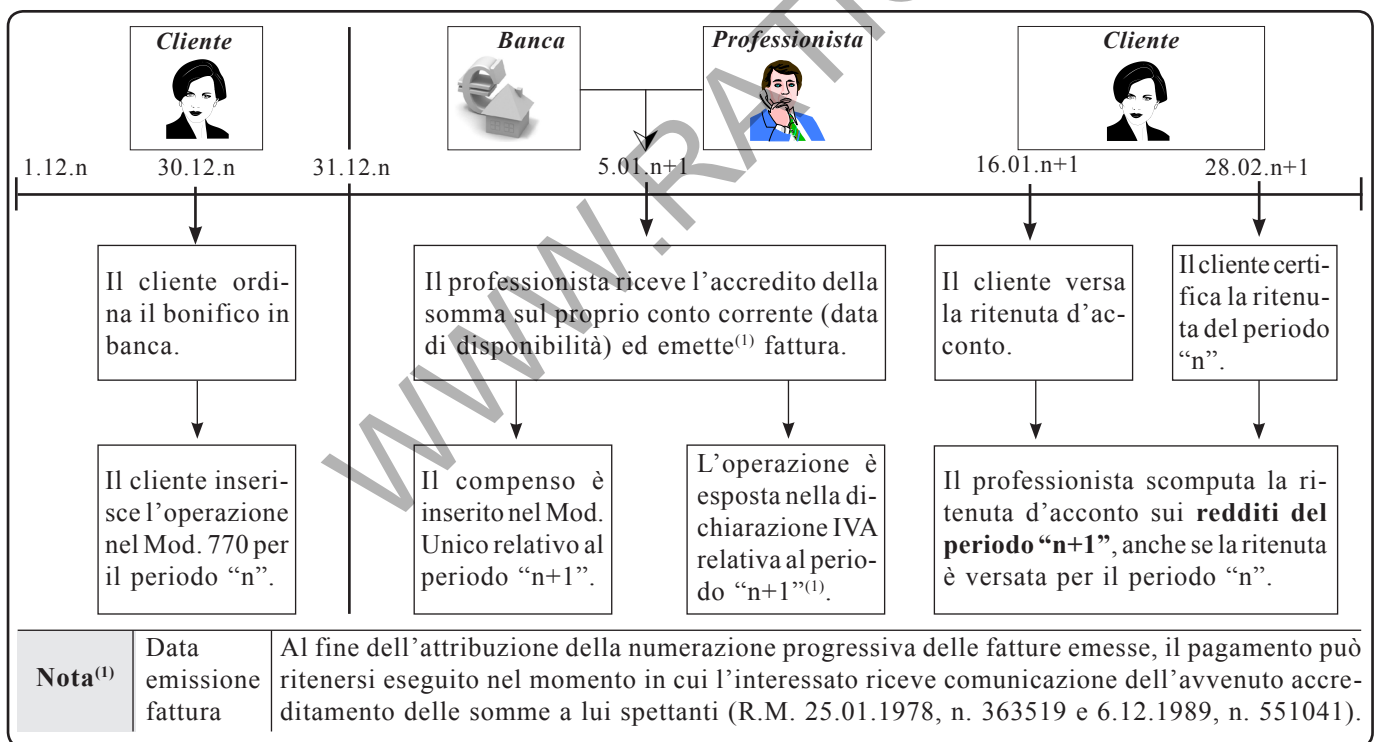 Cliente
Banca
Professionista
Cliente
1.12.n
30.12.n
31.12.n
5.01.n+1
16.01.n+1
28.02.n+1
Il cliente ordi-
na il bonifico in
banca.
Il professionista riceve l'accredito della
somma sul proprio conto corrente (data
di disponibilità) ed emette(1) fattura.
Il cliente versa
la ritenuta d'ac-
conto.
Il cliente certi-
fica la ritenu-
ta del periodo
“n”.
Il cliente inseri-
sce l'operazione
nel Mod. 770 per
il periodo “n”.
Il compenso è
inserito nel Mod.
Unico relativo al
periodo “n+1”.
L'operazione è
esposta nella di-
chiarazione IVA
relativa al perio-
do “n+1”(1).
Il professionista scomputa la ri-
tenuta d'acconto sui redditi del
periodo “n+1”, anche se la ritenuta
è versata per il periodo “n”.
Nota(1)
Data
emissione
fattura
Al fine dell'attribuzione della numerazione progressiva delle fatture emesse, il pagamento può
ritenersi eseguito nel momento in cui l'interessato riceve comunicazione dell'avvenuto accre-
ditamento delle somme a lui spettanti (R.M. 25.01.1978, n. 363519 e 6.12.1989, n. 551041).
WWW.RATIO